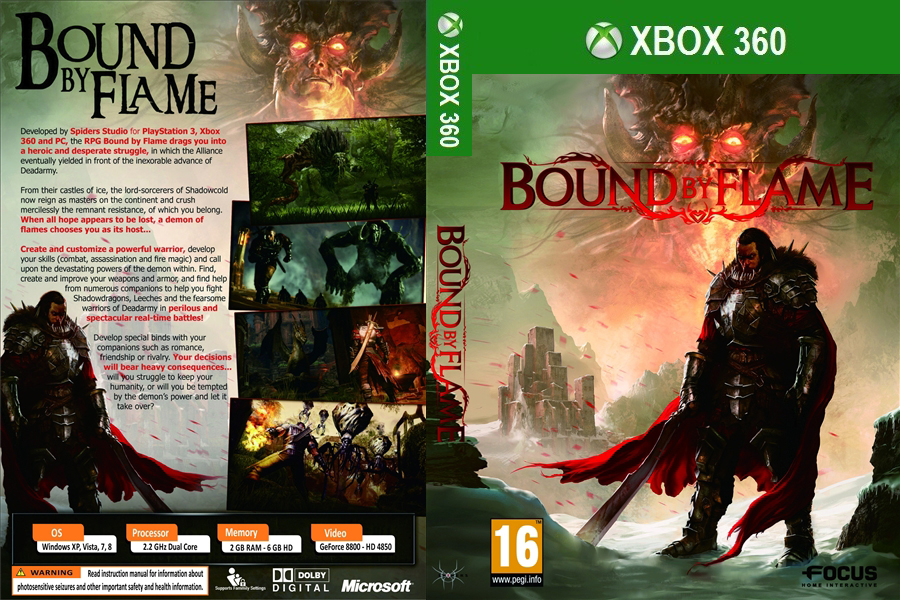 BOUND
BY
FLAME
Developed by Spiders Studio for PlayStation 3, Xbox
360 and PC, the RPG Bound by Flame drags you into
a heroic and desperate struggle, in which the Alliance
eventually yielded in front of the inexorable advance of
Deadarmy.
From their castles of ice, the lord-sorcerers of Shadowcold
now reign as masters on the continent and crush
mercilessly the remnant resistance, of which you belong.
When all hope appears to be lost, a demon of
flames chooses you as its host...
Create and customize a powerful warrior, develop
your skills (combat, assassination and fire magic) and call
upon the devastating powers of the demon within. Find,
create and improve your weapons and armor, and find help
from numerous companions to help you fight
Shadowdragons, Leeches and the fearsome
warriors of Deadarmy in perilous and
spectacular real-time battles!
Develop special binds with your
companions such as romance,
friendship or rivalry. Your decisions
will bear heavy consequences...
will you struggle to keep your
humanity, or will you be tempted
by the demon's power and let it
take over?
OS
Windows XP, Vista, 7, 8
Processor
2.2 GHz Dual Core
Memory
2 GB RAM - 6 GB HD
Video
GeForce 8800 - HD 4850
WARNING Read instruction manual for information about
photosensitive seizures and other important safety and health information.
Supports Family Settings
DOLBY
DIGITAL
Microsoft
XBOX 360
BOUND BY FLAME
XBOX 360
BOUND BY FLAME
16
www.pegi.info
FOCUS
HOME INTERACTIVE